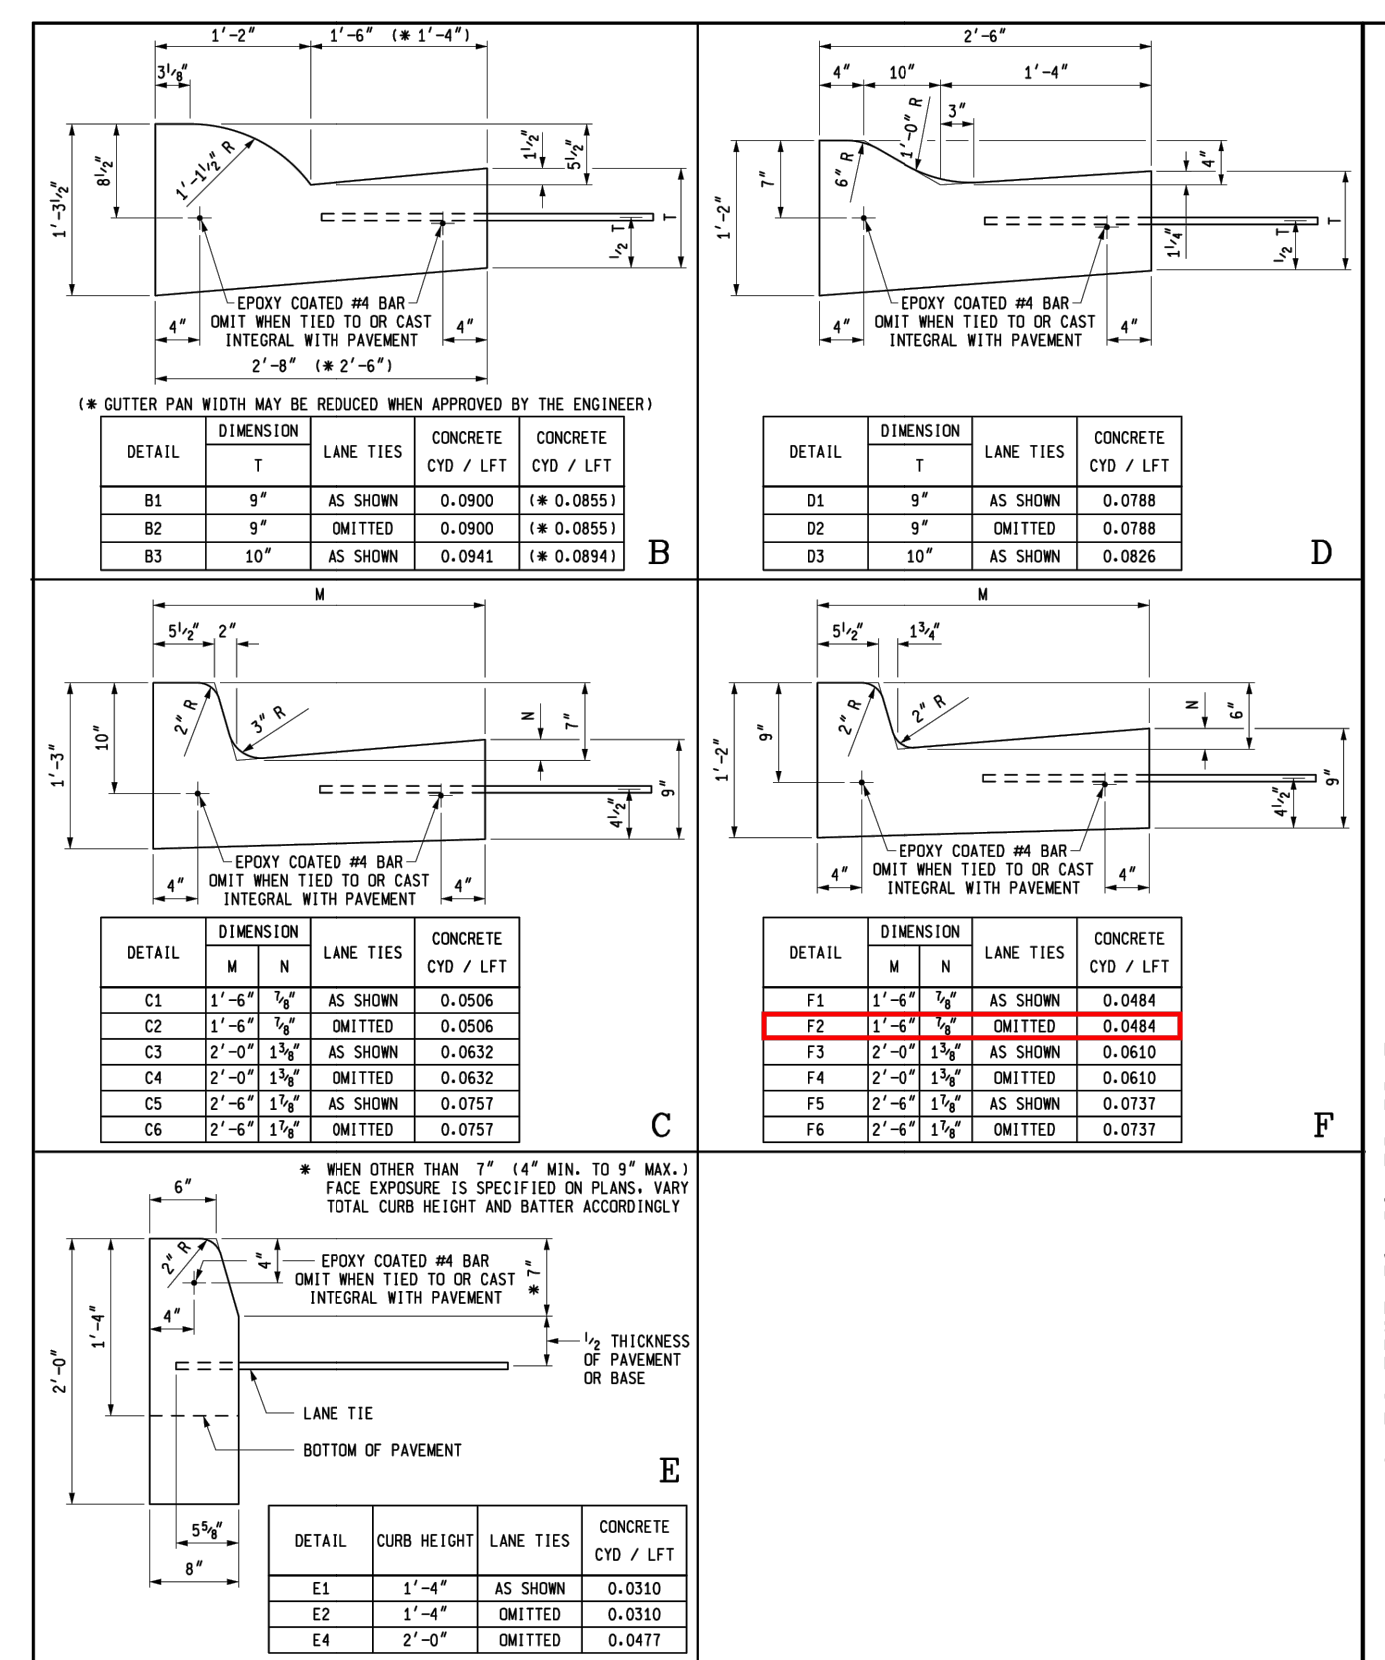 1'-2" 1'-6" (* 1'-4")
3 1/8"
1'-3 1/2"
8 1/2"
1'-1 1/2" R
1 1/2"
5 1/2"
1/2 T
T
EPOXY COATED #4 BAR
OMIT WHEN TIED TO OR CAST
INTEGRAL WITH PAVEMENT
4" 4"
2'-8" (* 2'-6")
(* GUTTER PAN WIDTH MAY BE REDUCED WHEN APPROVED BY THE ENGINEER)
DETAIL DIMENSION LANE TIES CONCRETE CONCRETE
T CYD / LFT CYD / LFT
B1 9" AS SHOWN 0.0900 (* 0.0855)
B2 9" OMITTED 0.0900 (* 0.0855)
B3 10" AS SHOWN 0.0941 (* 0.0894)
B
2'-6"
4" 10" 1'-4"
3"
1'-0" R
6" R
7"
1'-2"
4"
1 1/4"
1/2 T
T
EPOXY COATED #4 BAR
OMIT WHEN TIED TO OR CAST
INTEGRAL WITH PAVEMENT
4" 4"
DETAIL DIMENSION LANE TIES CONCRETE
T CYD / LFT
D1 9" AS SHOWN 0.0788
D2 9" OMITTED 0.0788
D3 10" AS SHOWN 0.0826
D
M
5 1/2" 2"
2" R
3" R
N
7"
10"
1'-3"
9"
4 1/2"
EPOXY COATED #4 BAR
OMIT WHEN TIED TO OR CAST
INTEGRAL WITH PAVEMENT
4" 4"
DETAIL DIMENSION LANE TIES CONCRETE
M N CYD / LFT
C1 1'-6" 7/8" AS SHOWN 0.0506
C2 1'-6" 7/8" OMITTED 0.0506
C3 2'-0" 1 3/8" AS SHOWN 0.0632
C4 2'-0" 1 3/8" OMITTED 0.0632
C5 2'-6" 1 7/8" AS SHOWN 0.0757
C6 2'-6" 1 7/8" OMITTED 0.0757
C
M
5 1/2" 1 3/4"
2" R
2" R
N
6"
9"
1'-2"
9"
4 1/2"
EPOXY COATED #4 BAR
OMIT WHEN TIED TO OR CAST
INTEGRAL WITH PAVEMENT
4" 4"
DETAIL DIMENSION LANE TIES CONCRETE
M N CYD / LFT
F1 1'-6" 7/8" AS SHOWN 0.0484
F2 1'-6" 7/8" OMITTED 0.0484
F3 2'-0" 1 3/8" AS SHOWN 0.0610
F4 2'-0" 1 3/8" OMITTED 0.0610
F5 2'-6" 1 7/8" AS SHOWN 0.0737
F6 2'-6" 1 7/8" OMITTED 0.0737
F
* WHEN OTHER THAN 7" (4" MIN. TO 9" MAX.)
FACE EXPOSURE IS SPECIFIED ON PLANS, VARY
TOTAL CURB HEIGHT AND BATTER ACCORDINGLY
6"
2" R
4"
EPOXY COATED #4 BAR
OMIT WHEN TIED TO OR CAST
INTEGRAL WITH PAVEMENT
* 7"
4"
1'-4"
2'-0"
1/2 THICKNESS
OF PAVEMENT
OR BASE
LANE TIE
BOTTOM OF PAVEMENT
5 5/8"
8"
E
DETAIL CURB HEIGHT LANE TIES CONCRETE
CYD / LFT
E1 1'-4" AS SHOWN 0.0310
E2 1'-4" OMITTED 0.0310
E4 2'-0" OMITTED 0.0477